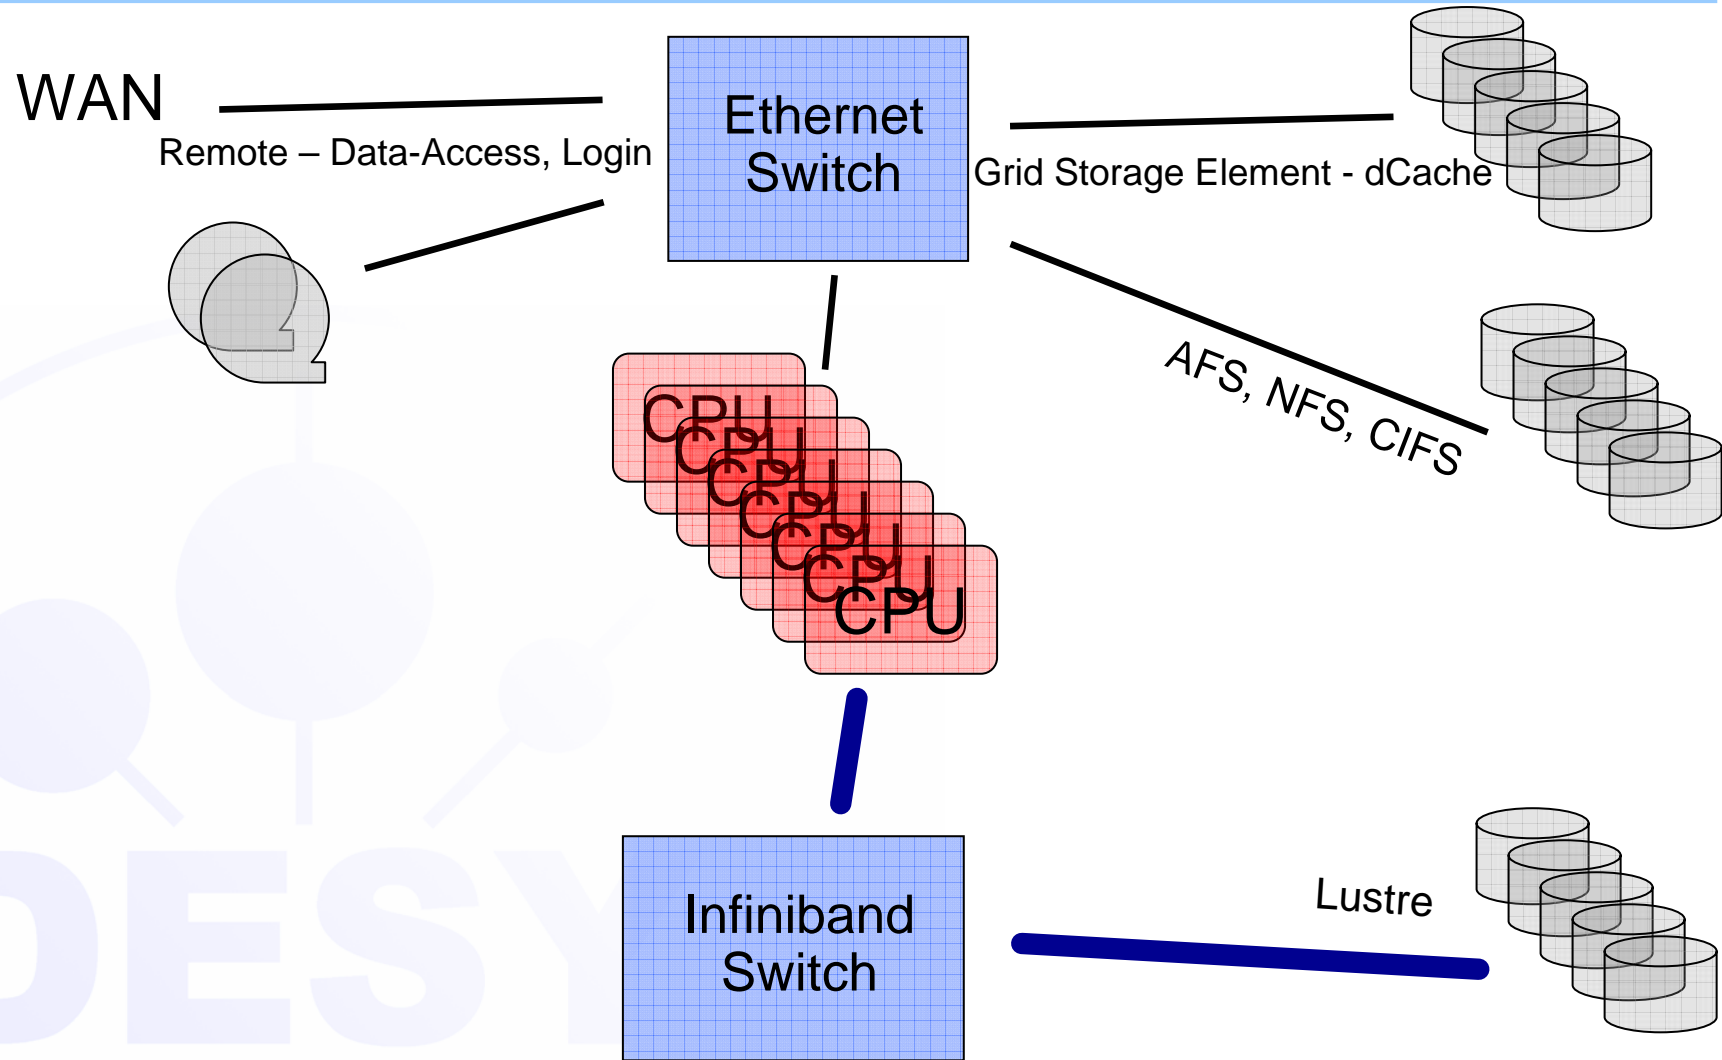 WAN
Remote – Data-Access, Login
Ethernet
Switch
Grid Storage Element - dCache
AFS, NFS, CIFS
CPU
CPU
CPU
CPU
CPU
CPU
CPU
Infiniband
Switch
Lustre
DESY